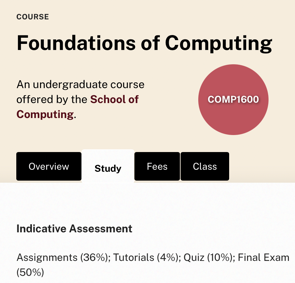 COURSE
Foundations of Computing
An undergraduate course
offered by the School of
Computing.
COMP1600
Overview
Study
Fees
Class
Indicative Assessment
Assignments (36%); Tutorials (4%); Quiz (10%); Final Exam
(50%)